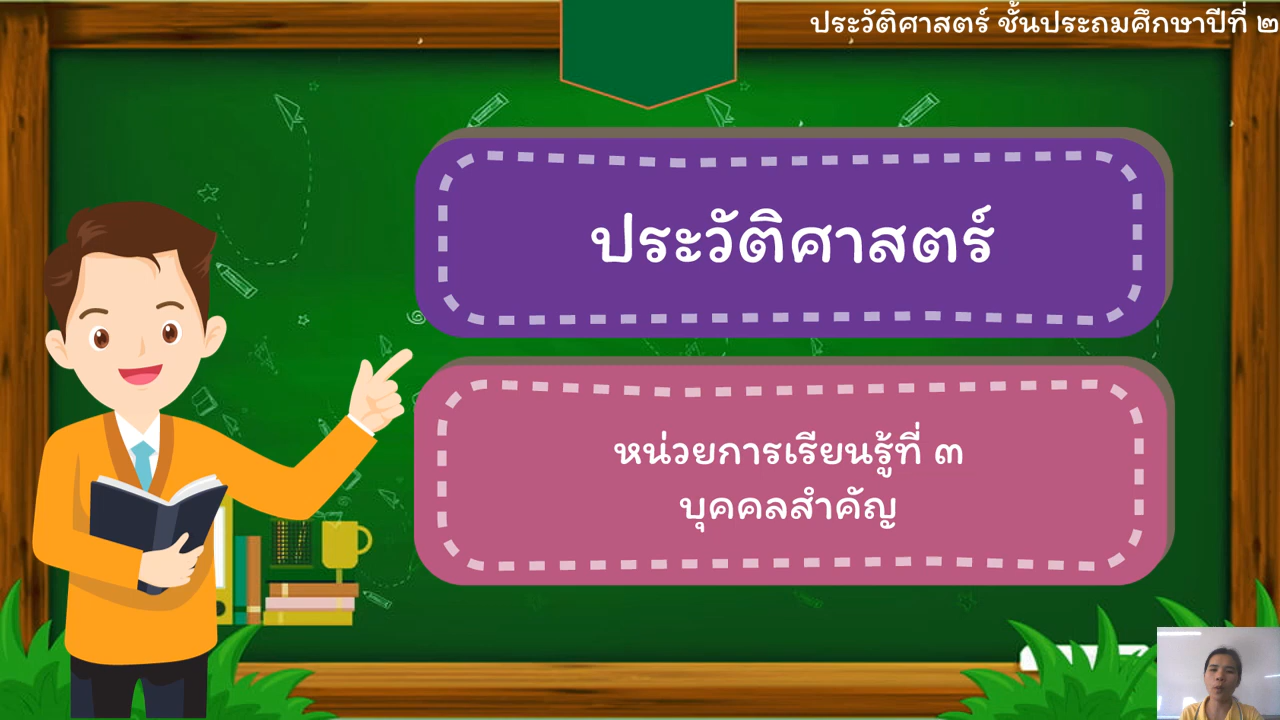 ประวัติศาสตร์ ชั้นประถมศึกษาปีที่ ๒
ประวัติศาสตร์
หน่วยการเรียนรู้ที่ ๓
บุคคลสำคัญ